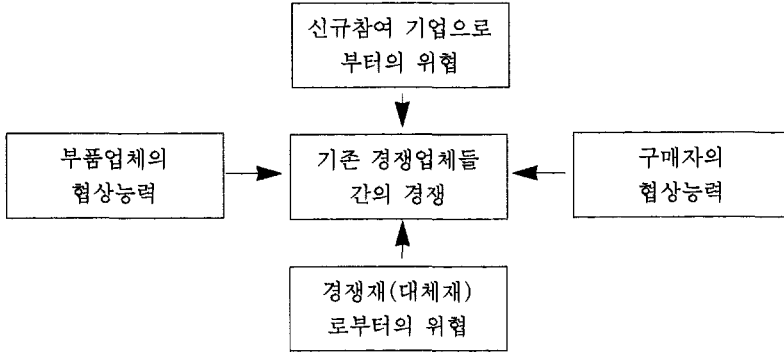 신규참여 기업으로
부터의 위협
부품업체의
협상능력
기존 경쟁업체들
간의 경쟁
구매자의
협상능력
경쟁재(대체재)
로부터의 위협